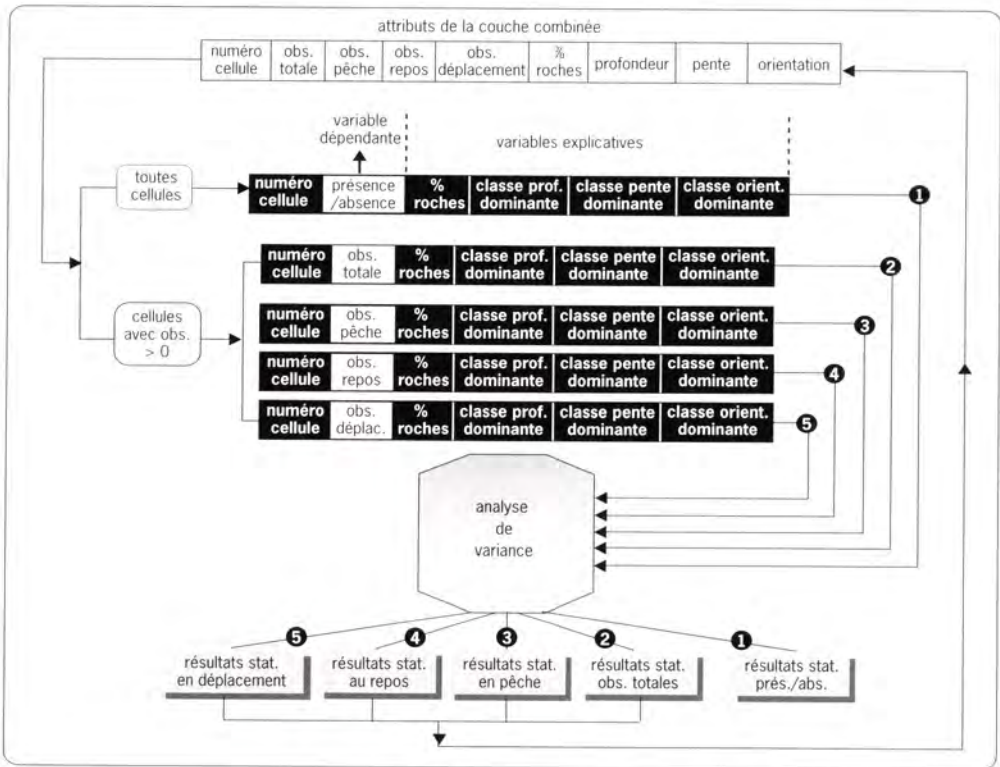 attributs de la couche combinée
numéro cellule
obs. totale
obs. pêche
obs. repos
obs. déplacement
% roches
profondeur
pente
orientation
variable dépendante
variables explicatives
toutes cellules
numéro cellule
présence /absence
% roches
classe prof. dominante
classe pente dominante
classe orient. dominante
1
numéro cellule
obs. totale
% roches
classe prof. dominante
classe pente dominante
classe orient. dominante
2
cellules avec obs. > 0
numéro cellule
obs. pêche
% roches
classe prof. dominante
classe pente dominante
classe orient. dominante
3
numéro cellule
obs. repos
% roches
classe prof. dominante
classe pente dominante
classe orient. dominante
4
numéro cellule
obs. déplac.
% roches
classe prof. dominante
classe pente dominante
classe orient. dominante
5
analyse
de
variance
5
4
3
2
1
résultats stat. en déplacement
résultats stat. au repos
résultats stat. en pêche
résultats stat. obs. totales
résultats stat. prés./abs.